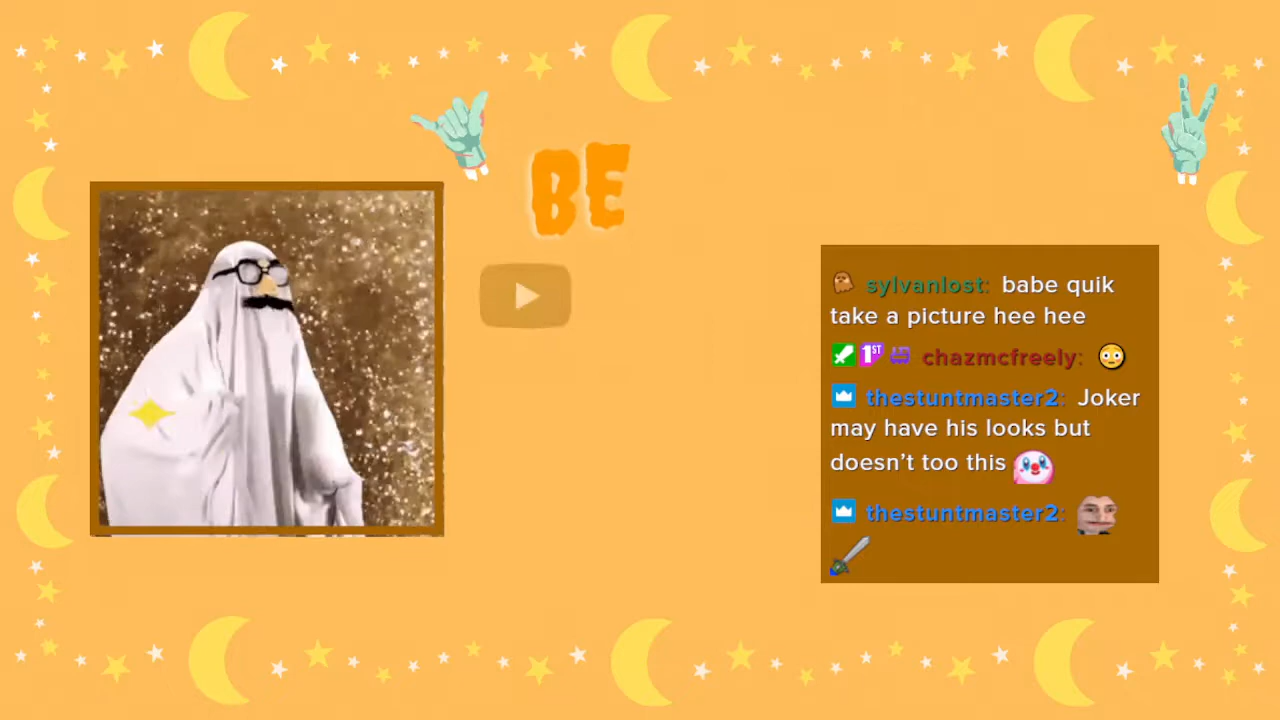 BE
sylvanlost: babe quik
take a picture hee hee
1ST chazmcfreely:
thestuntmaster2: Joker
may have his looks but
doesn’t too this
thestuntmaster2: